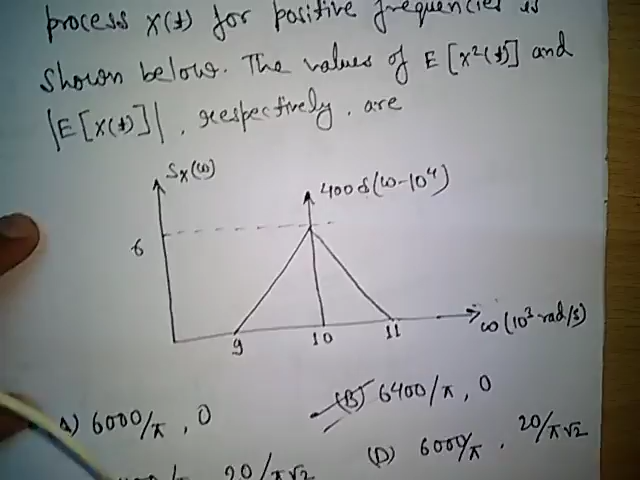 process X(t) for positive frequencies is
shown below. The values of E[X²(t)] and
|E[X(t)]|, respectively, are
Sx(ω)
400δ(ω-10⁴)
6
9
10
11
ω(10³ rad/s)
A) 6000/π, 0
(B) 6400/π, 0
20/π√2
(D) 6000/π, 20/π√2